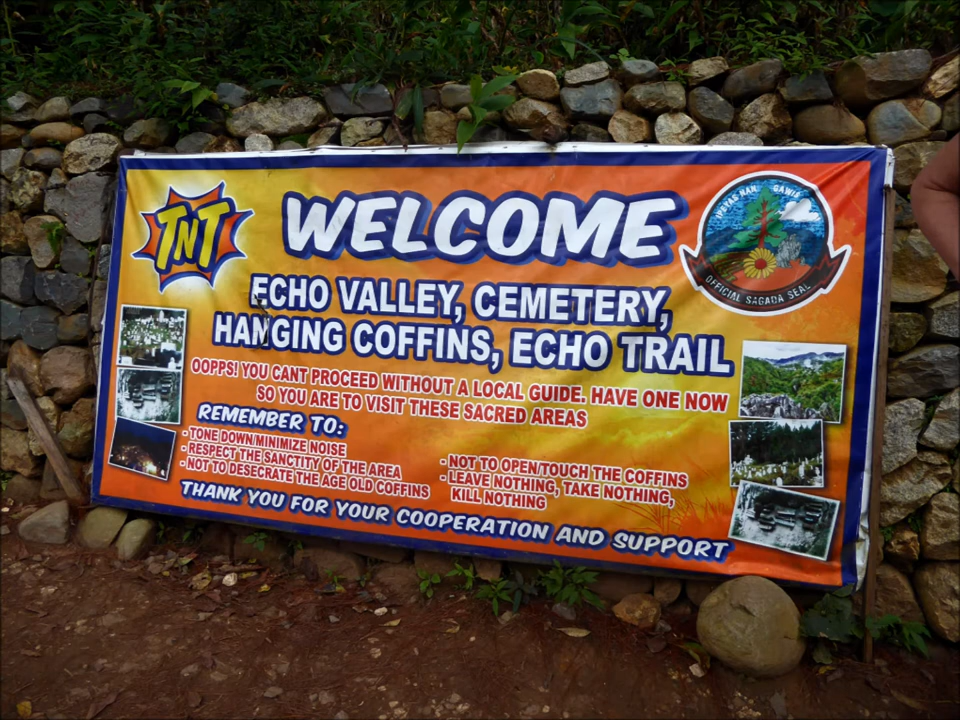 TNT
WELCOME
ECHO VALLEY, CEMETERY,
HANGING COFFINS, ECHO TRAIL
OOPPS! YOU CANT PROCEED WITHOUT A LOCAL GUIDE. HAVE ONE NOW
SO YOU ARE TO VISIT THESE SACRED AREAS
REMEMBER TO:
- TONE DOWN/MINIMIZE NOISE
- RESPECT THE SANCTITY OF THE AREA
- NOT TO DESECRATE THE AGE OLD COFFINS
- NOT TO OPEN/TOUCH THE COFFINS
- LEAVE NOTHING, TAKE NOTHING,
KILL NOTHING
THANK YOU FOR YOUR COOPERATION AND SUPPORT
GAWIS
OFFICIAL SAGADA SEAL